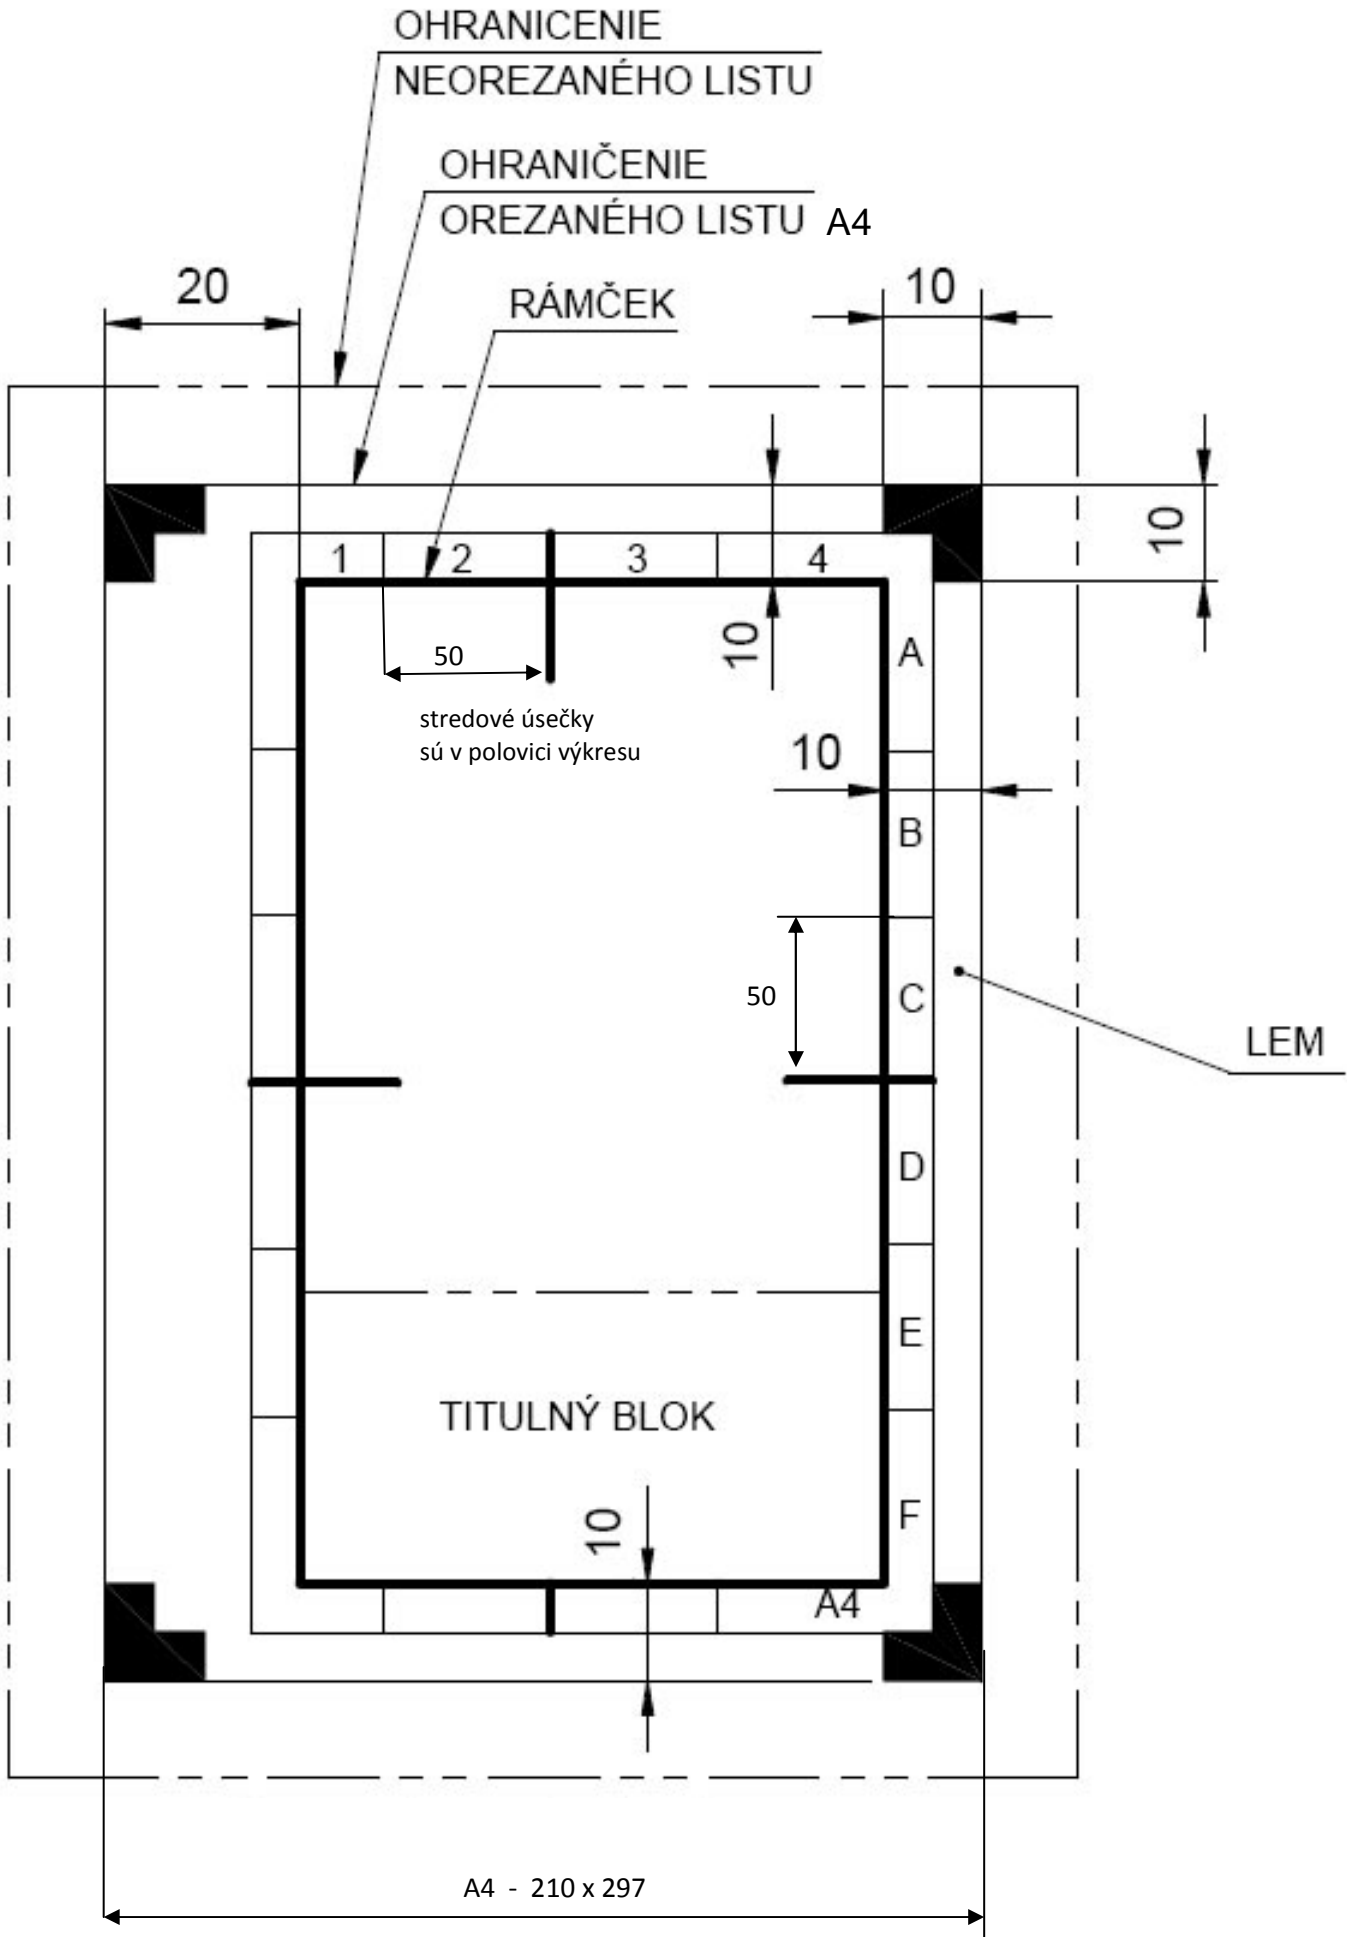 OHRANICENIE
NEOREZANÉHO LISTU
OHRANIČENIE
OREZANÉHO LISTU A4
20
RÁMČEK
10
10
1 2 3 4
10
A
50
stredové úsečky
sú v polovici výkresu
10
B
50
C
LEM
D
E
TITULNÝ BLOK
F
10
A4
A4 - 210 x 297